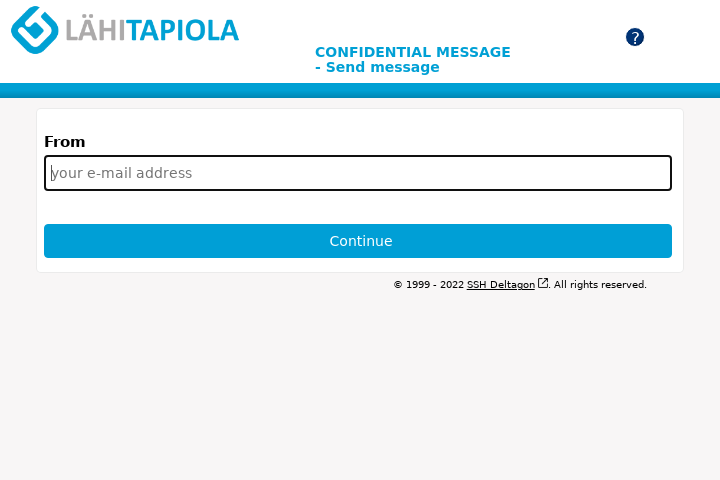 LÄHITAPIOLA
CONFIDENTIAL MESSAGE
- Send message
?
From
your e-mail address
Continue
© 1999 - 2022 SSH Deltagon. All rights reserved.